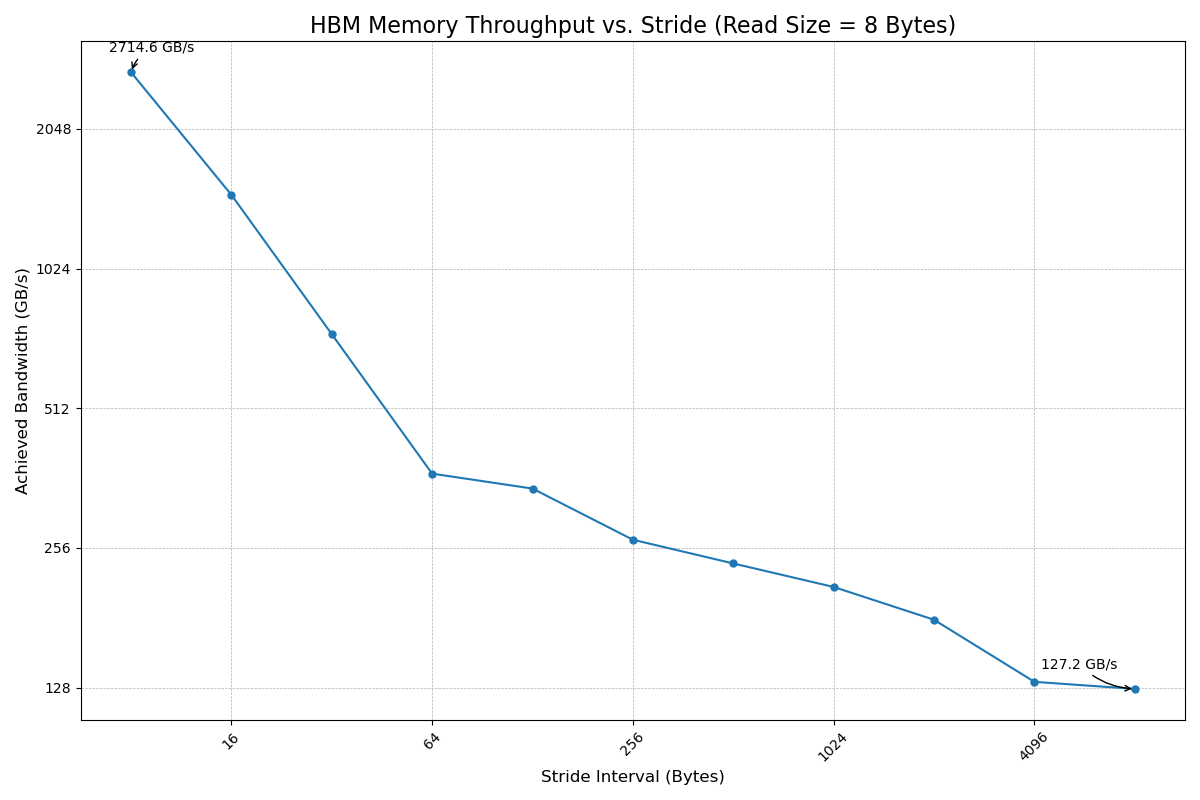 HBM Memory Throughput vs. Stride (Read Size = 8 Bytes)
2714.6 GB/s
2048
1024
512
256
128
Achieved Bandwidth (GB/s)
127.2 GB/s
16
64
256
1024
4096
Stride Interval (Bytes)